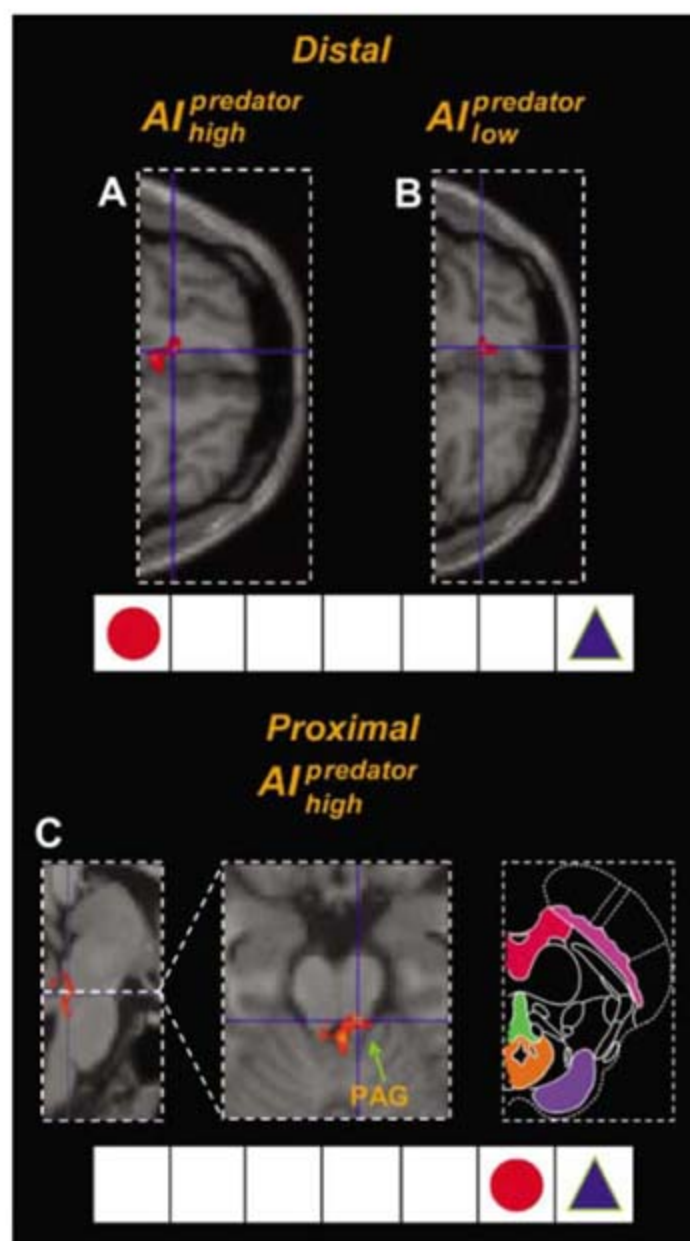 Distal
AI predator high AI predator low
A B
Proximal
AI predator high
C
PAG